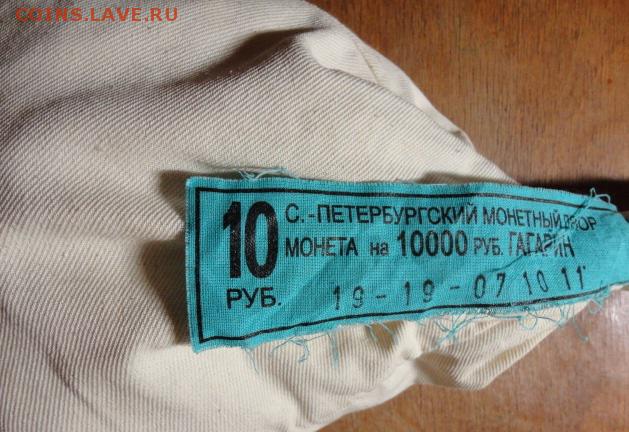 COINS.LAVE.RU
10 РУБ.
С.-ПЕТЕРБУРГСКИЙ МОНЕТНЫЙ ДВОР
МОНЕТА на 10000 РУБ. ГАГАРИН
19-19-07 10 11